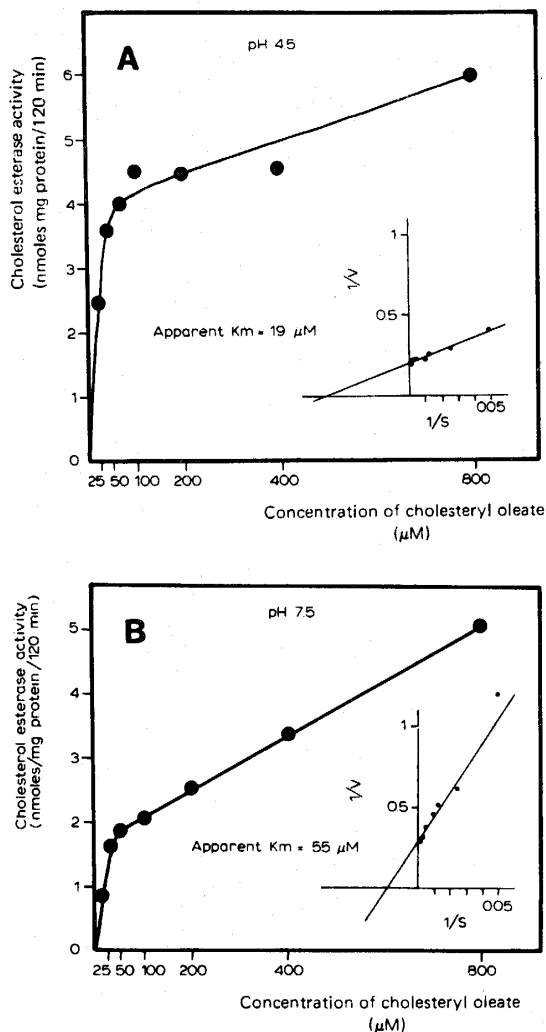 A
pH 4.5
Cholesterol esterase activity
(nmoles mg protein/120 min)
6
5
4
3
2
1
0
Apparent Km = 19 μM
1/V
1
0.5
0.05
1/S
25 50 100 200 400 800
Concentration of cholesteryl oleate
(μM)
B
pH 7.5
Cholesterol esterase activity
(nmoles/mg protein/120 min)
5
4
3
2
1
0
Apparent Km = 55 μM
1/V
1
0.5
0.05
1/S
25 50 100 200 400 800
Concentration of cholesteryl oleate
(μM)